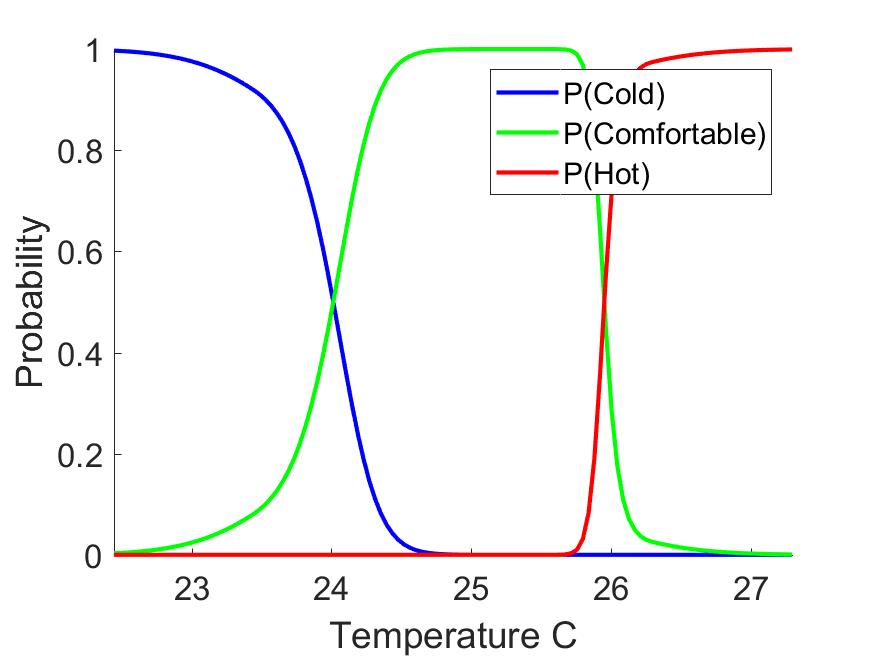 1
0.8
0.6
0.4
0.2
0
Probability
23 24 25 26 27
Temperature C
P(Cold)
P(Comfortable)
P(Hot)